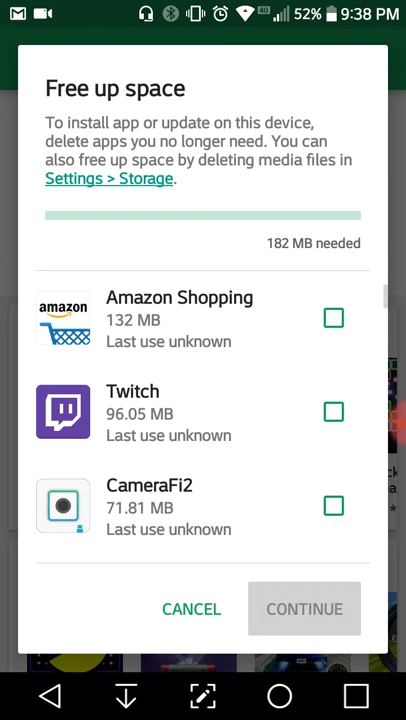 4G 52% 9:38 PM
Free up space
To install app or update on this device,
delete apps you no longer need. You can
also free up space by deleting media files in
Settings > Storage.
182 MB needed
amazon
Amazon Shopping
132 MB
Last use unknown
Twitch
96.05 MB
Last use unknown
CameraFi2
71.81 MB
Last use unknown
CANCEL CONTINUE